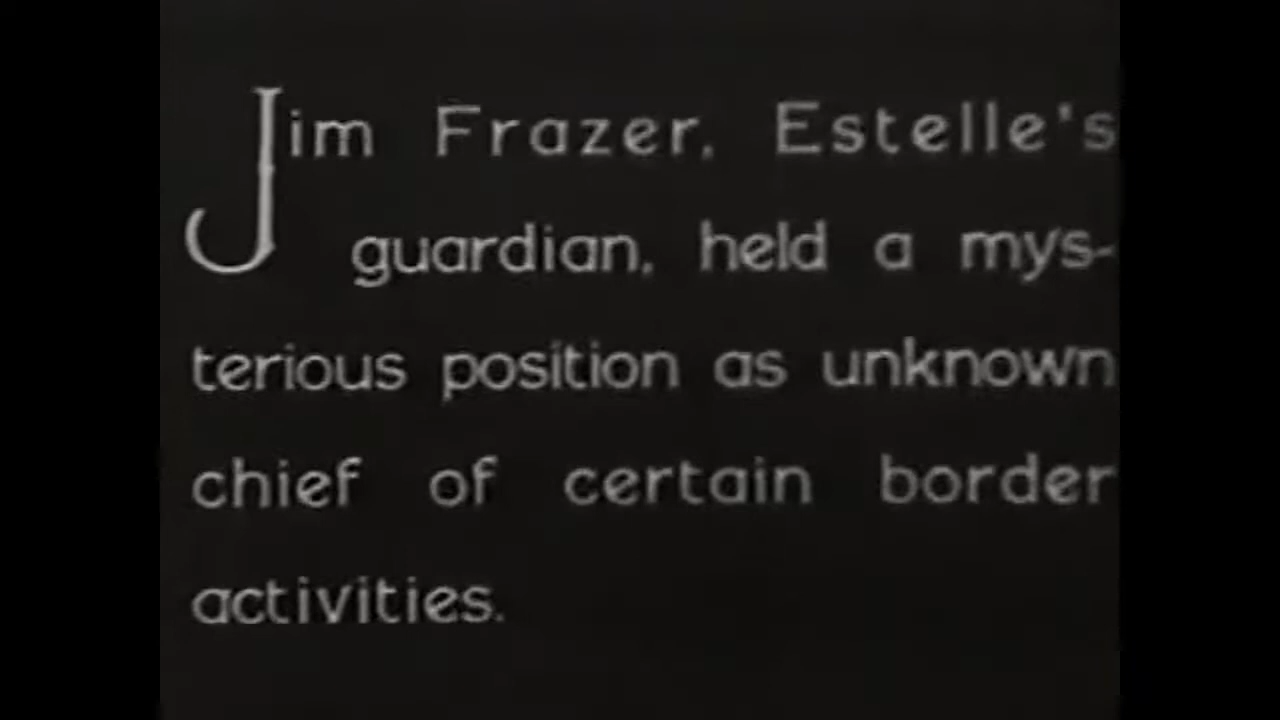 Jim Frazer, Estelle's
guardian, held a mys-
terious position as unknown
chief of certain border
activities.